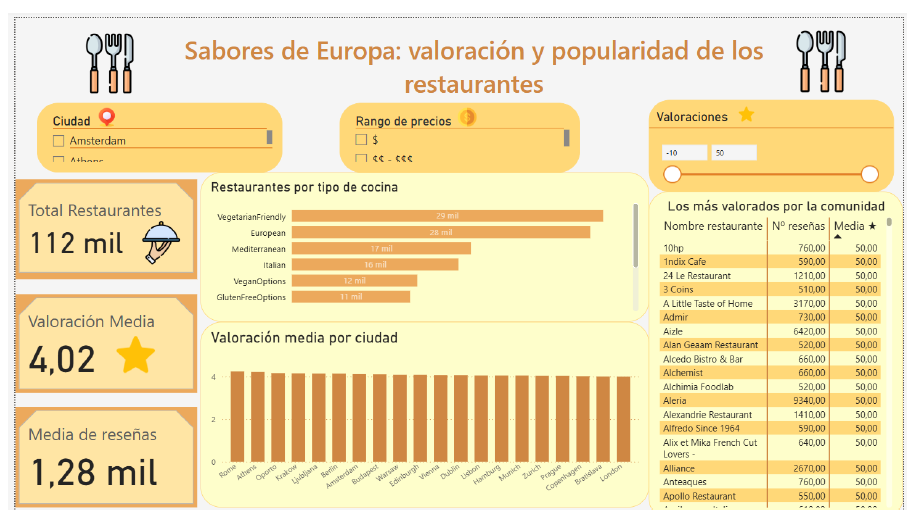 Sabores de Europa: valoración y popularidad de los
restaurantes
Ciudad
Amsterdam
Athens
Rango de precios
$
$$ - $$$
Valoraciones
-10
50
Total Restaurantes
112 mil
Valoración Media
4,02
Media de reseñas
1,28 mil
Restaurantes por tipo de cocina
VegetarianFriendly 29 mil
European 28 mil
Mediterranean 17 mil
Italian 16 mil
VeganOptions 12 mil
GlutenFreeOptions 11 mil
Valoración media por ciudad
4
2
0
Rome
Athens
Oporto
Krakow
Ljubljana
Berlin
Amsterdam
Budapest
Warsaw
Edinburgh
Vienna
Dublin
Lisbon
Hamburg
Munich
Zurich
Prague
Copenhagen
Bratislava
London
Los más valorados por la comunidad
Nombre restaurante Nº reseñas Media ★
10hp 760,00 50,00
1ndix Cafe 590,00 50,00
24 Le Restaurant 1210,00 50,00
3 Coins 510,00 50,00
A Little Taste of Home 3170,00 50,00
Admir 730,00 50,00
Aizle 6420,00 50,00
Alan Geaam Restaurant 520,00 50,00
Alcedo Bistro & Bar 660,00 50,00
Alchemist 660,00 50,00
Alchimia Foodlab 520,00 50,00
Aleria 9340,00 50,00
Alexandrie Restaurant 1410,00 50,00
Alfredo Since 1964 590,00 50,00
Alix et Mika French Cut 640,00 50,00
Lovers -
Alliance 2670,00 50,00
Anteaques 760,00 50,00
Apollo Restaurant 550,00 50,00